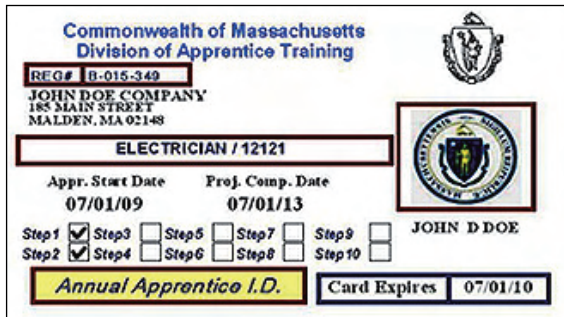 Commonwealth of Massachusetts
Division of Apprentice Training
REG# B-015-349
JOHN DOE COMPANY
185 MAIN STREET
MALDEN, MA 02148
ELECTRICIAN / 12121
Appr. Start Date Proj. Comp. Date
07/01/09 07/01/13
JOHN D DOE
Step1 Step3 Step5 Step7 Step9
Step2 Step4 Step6 Step8 Step10
Annual Apprentice I.D. Card Expires 07/01/10